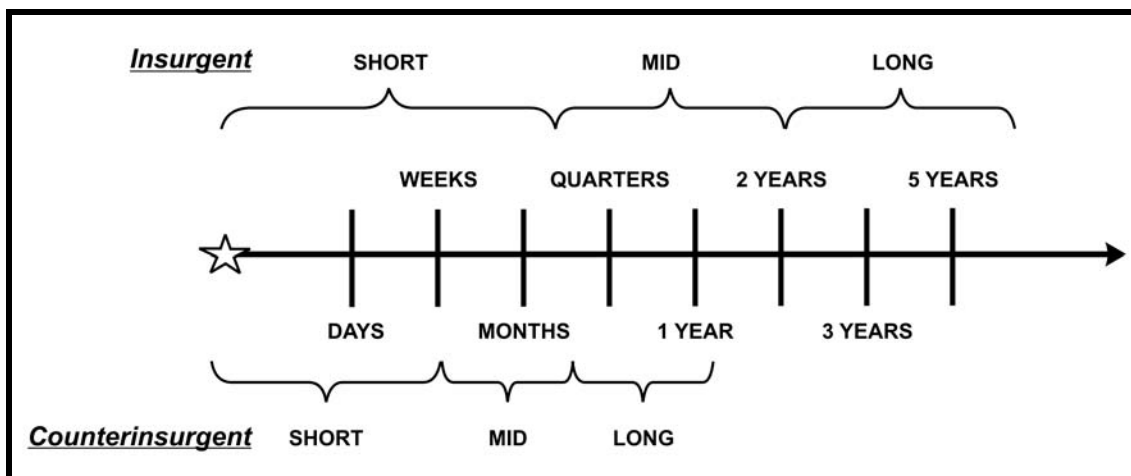 Insurgent SHORT MID LONG
WEEKS QUARTERS 2 YEARS 5 YEARS
DAYS MONTHS 1 YEAR 3 YEARS
Counterinsurgent SHORT MID LONG